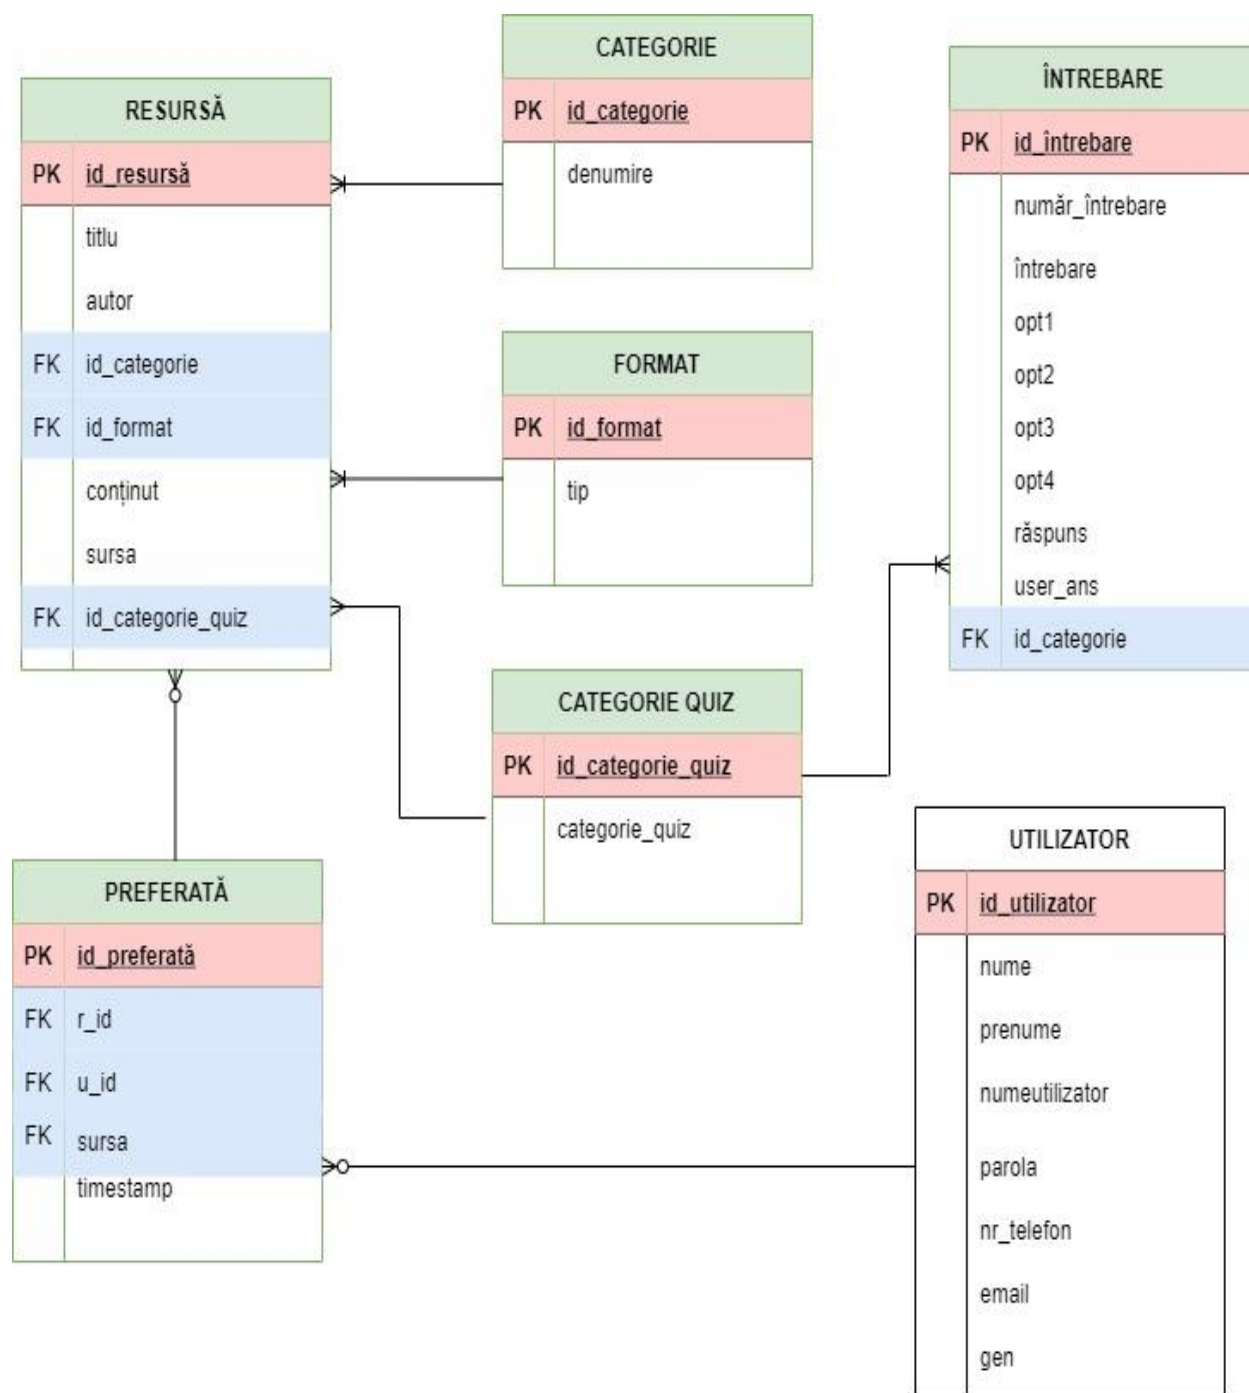 RESURSĂ
PK id_resursă
titlu
autor
FK id_categorie
FK id_format
conținut
sursa
FK id_categorie_quiz
CATEGORIE
PK id_categorie
denumire
FORMAT
PK id_format
tip
CATEGORIE QUIZ
PK id_categorie_quiz
categorie_quiz
ÎNTREBARE
PK id_întrebare
număr_întrebare
întrebare
opt1
opt2
opt3
opt4
răspuns
user_ans
FK id_categorie
PREFERATĂ
PK id_preferată
FK r_id
FK u_id
FK sursa
timestamp
UTILIZATOR
PK id_utilizator
nume
prenume
numeutilizator
parola
nr_telefon
email
gen